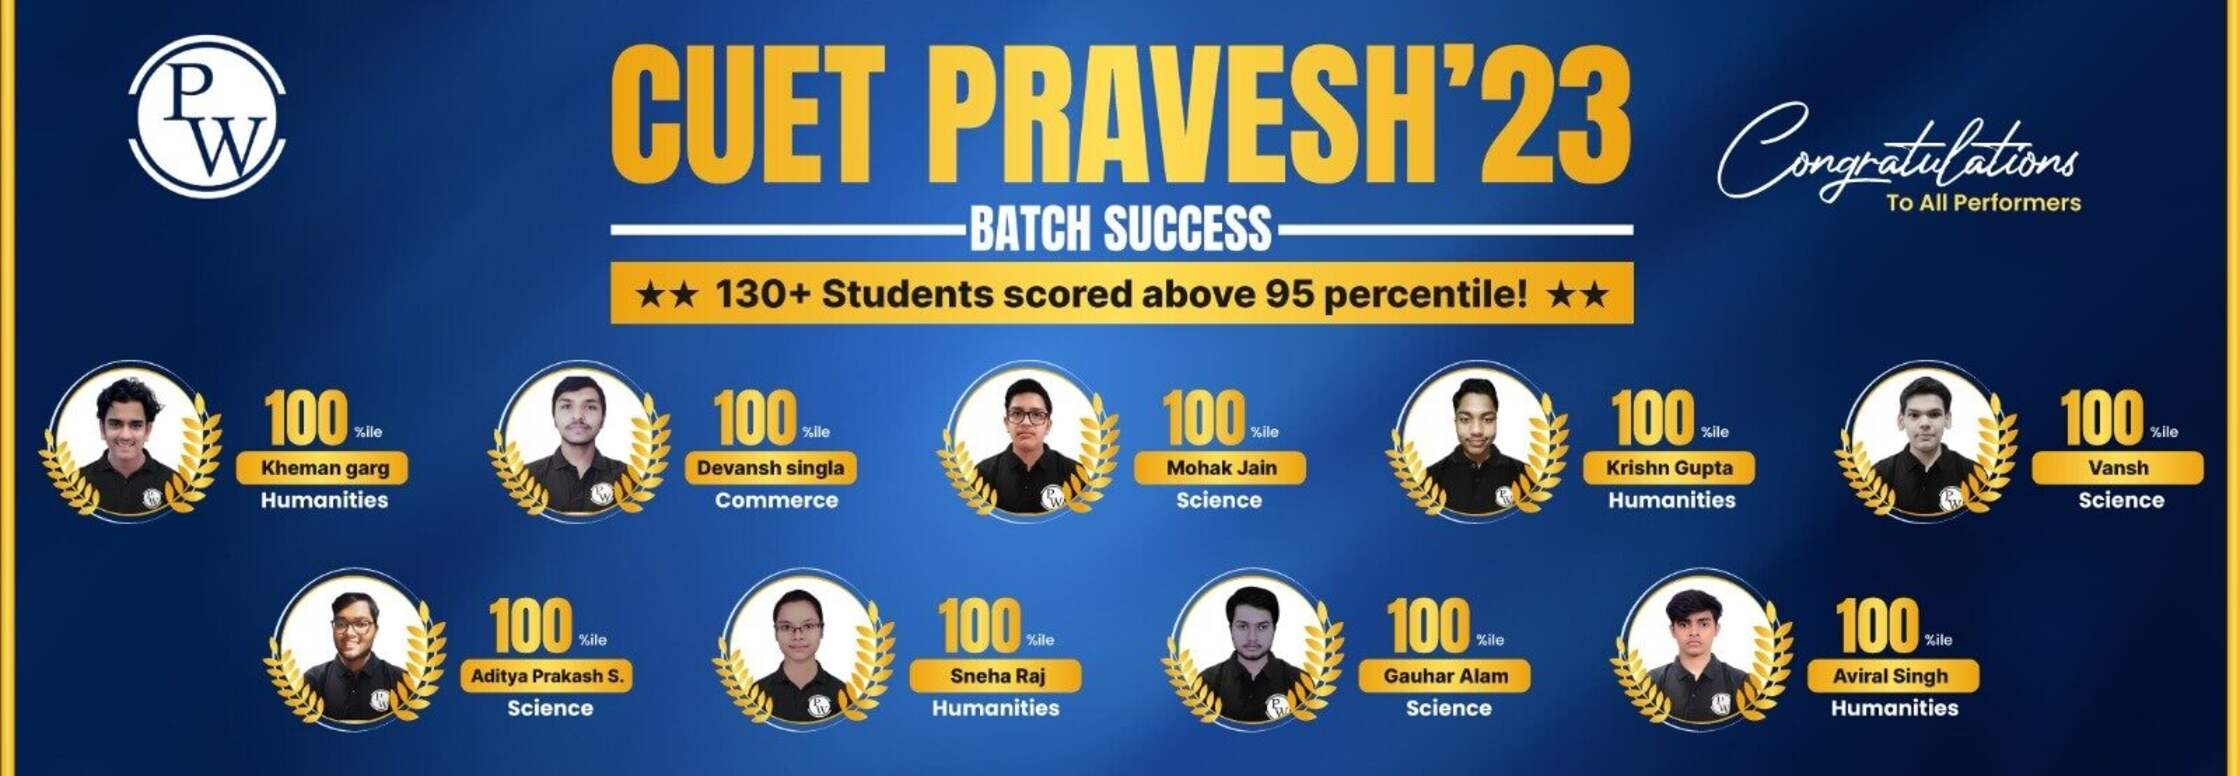 PW
CUET PRAVESH'23
Congratulations
To All Performers
BATCH SUCCESS
★★ 130+ Students scored above 95 percentile! ★★
100 %ile
Kheman garg
Humanities
100 %ile
Devansh singla
Commerce
100 %ile
Mohak Jain
Science
100 %ile
Krishn Gupta
Humanities
100 %ile
Vansh
Science
100 %ile
Aditya Prakash S.
Science
100 %ile
Sneha Raj
Humanities
100 %ile
Gauhar Alam
Science
100 %ile
Aviral Singh
Humanities